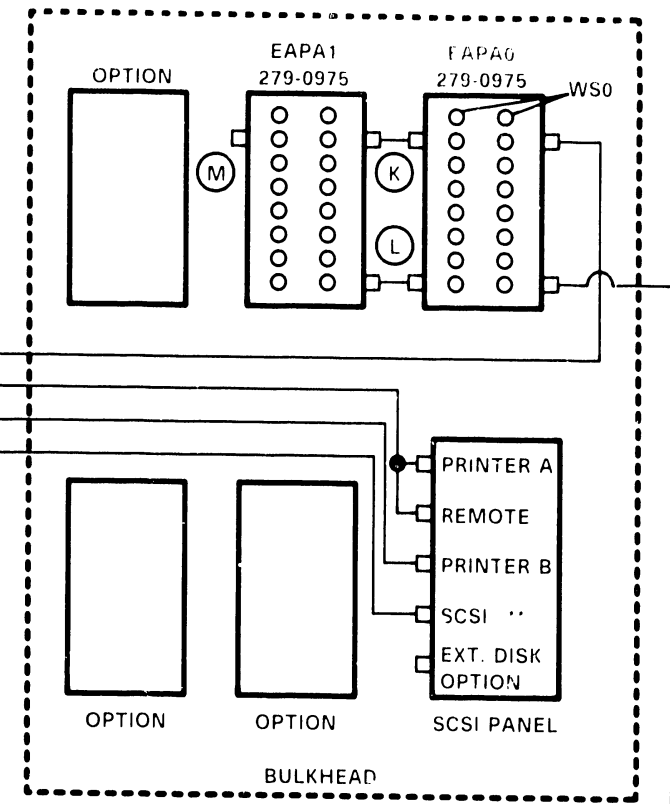 EAPA1
EAPA0
OPTION
279-0975
279-0975
WS0
M
K
L
PRINTER A
REMOTE
PRINTER B
SCSI
EXT. DISK
OPTION
OPTION
OPTION
SCSI PANEL
BULKHEAD